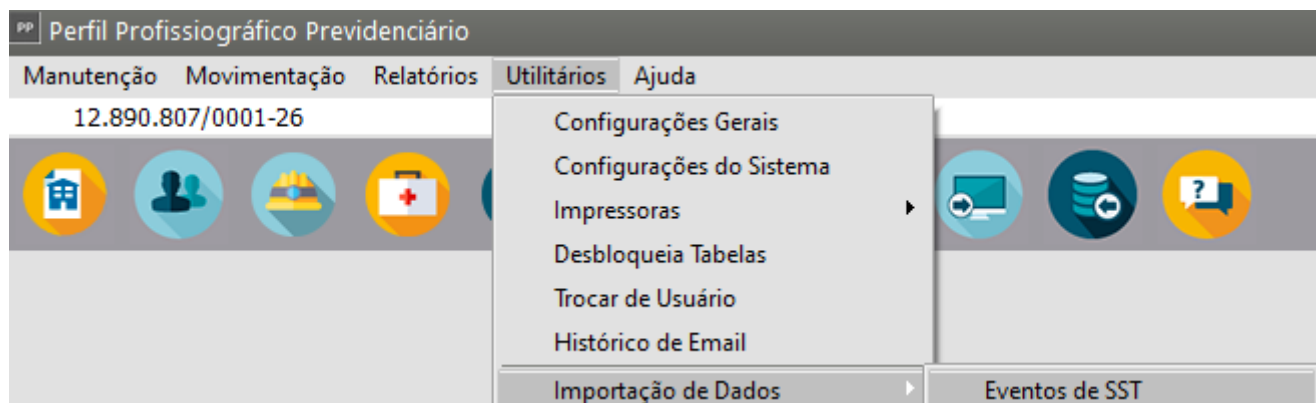 PP Perfil Profissiográfico Previdenciário
Manutenção Movimentação Relatórios Utilitários Ajuda
12.890.807/0001-26
Configurações Gerais
Configurações do Sistema
Impressoras
Desbloqueia Tabelas
Trocar de Usuário
Histórico de Email
Importação de Dados Eventos de SST
?